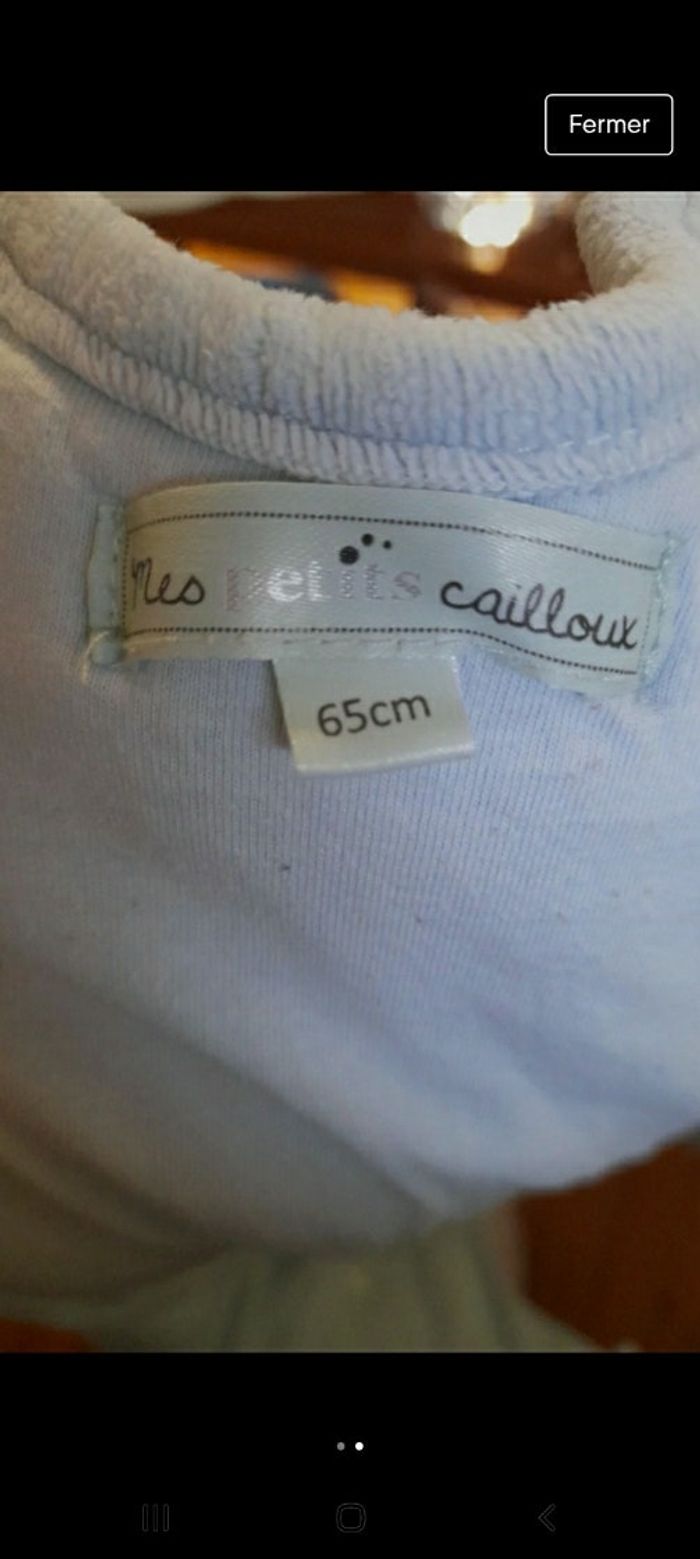 Fermer
Mes petits cailloux
65cm